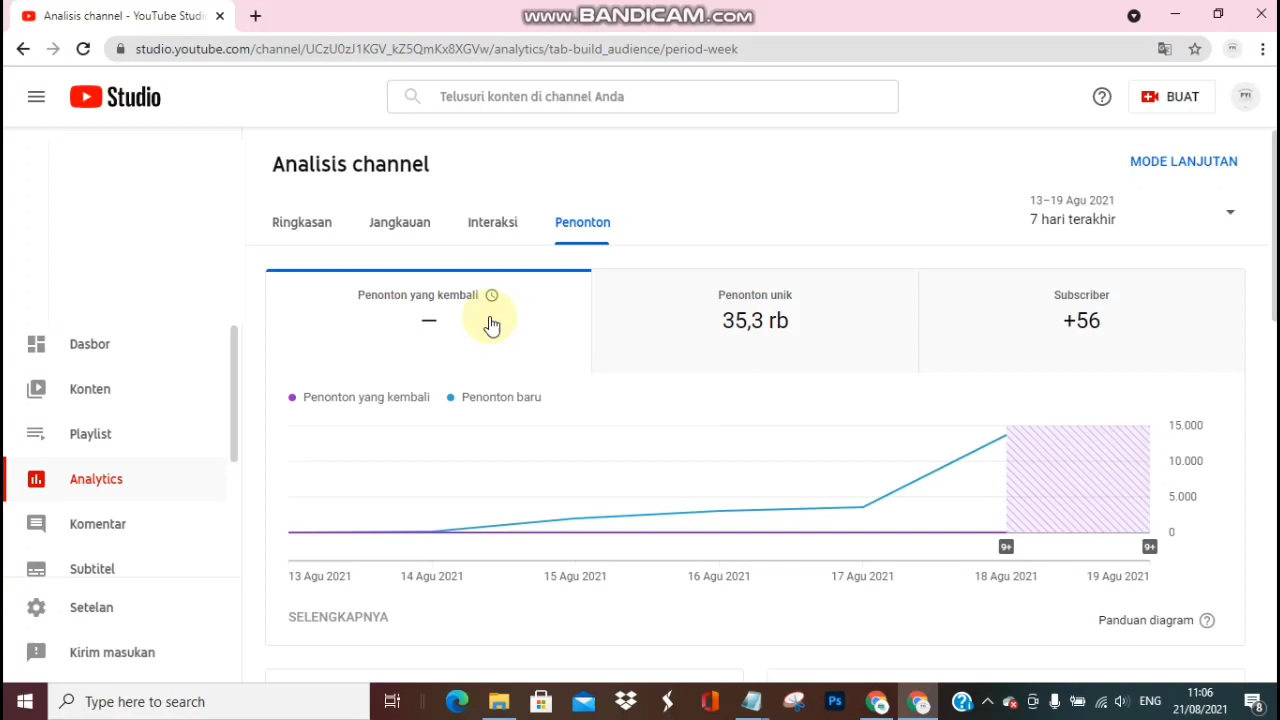 Analisis channel - YouTube Studio
www.BANDICAM.com
studio.youtube.com/channel/UCzU0zJ1KGV_kZ5QmKx8XGVw/analytics/tab-build_audience/period-week
Studio
Telusuri konten di channel Anda
BUAT
Analisis channel
MODE LANJUTAN
Ringkasan
Jangkauan
Interaksi
Penonton
13–19 Agu 2021
7 hari terakhir
Penonton yang kembali
—
Penonton unik
35,3 rb
Subscriber
+56
Dasbor
Konten
Playlist
Analytics
Komentar
Subtitel
Setelan
Kirim masukan
Penonton yang kembali
Penonton baru
15.000
10.000
5.000
0
9+
9+
13 Agu 2021
14 Agu 2021
15 Agu 2021
16 Agu 2021
17 Agu 2021
18 Agu 2021
19 Agu 2021
SELENGKAPNYA
Panduan diagram
Type here to search
Ps
ENG
11:06
21/08/2021
8